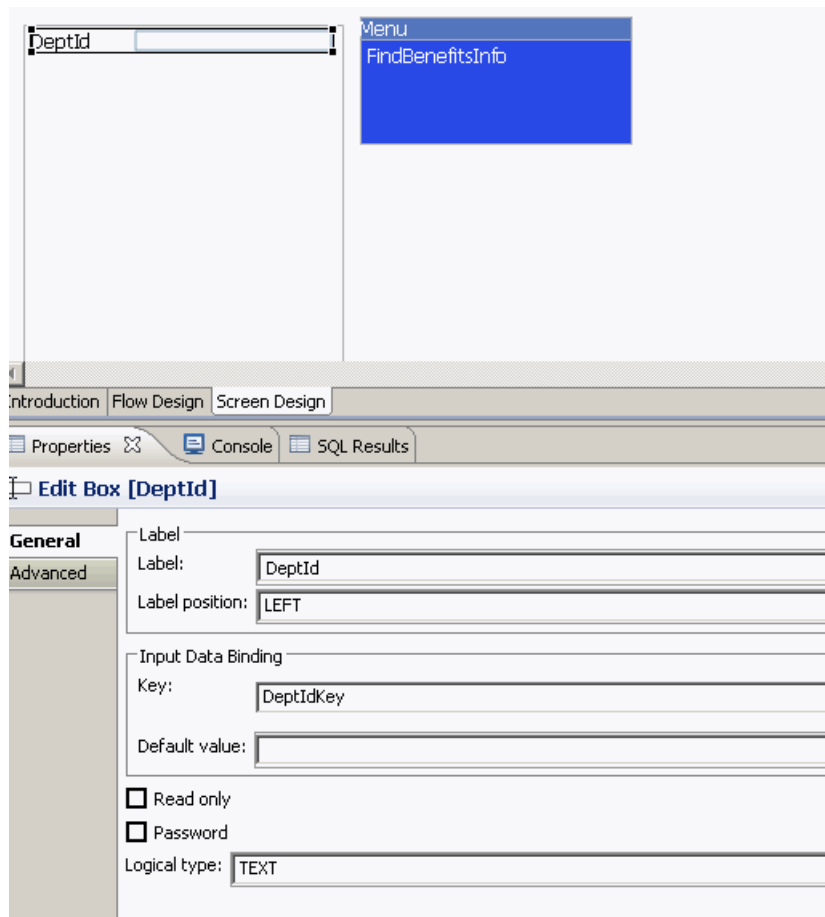 DeptId
Menu
FindBenefitsInfo
Introduction Flow Design Screen Design
Properties Console SQL Results
Edit Box [DeptId]
General
Advanced
Label
Label: DeptId
Label position: LEFT
Input Data Binding
Key: DeptIdKey
Default value:
Read only
Password
Logical type: TEXT